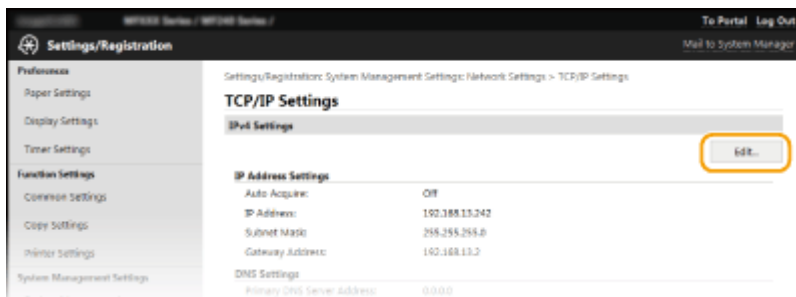 MFXXX Series / MF240 Series /
To Portal Log Out
Settings/Registration
Mail to System Manager
Preferences
Paper Settings
Display Settings
Timer Settings
Function Settings
Common Settings
Copy Settings
Printer Settings
System Management Settings
Settings/Registration: System Management Settings: Network Settings > TCP/IP Settings
TCP/IP Settings
IPv4 Settings
Edit...
IP Address Settings
Auto Acquire: Off
IP Address: 192.168.13.242
Subnet Mask: 255.255.255.0
Gateway Address: 192.168.13.2
DNS Settings
Primary DNS Server Address: 0.0.0.0